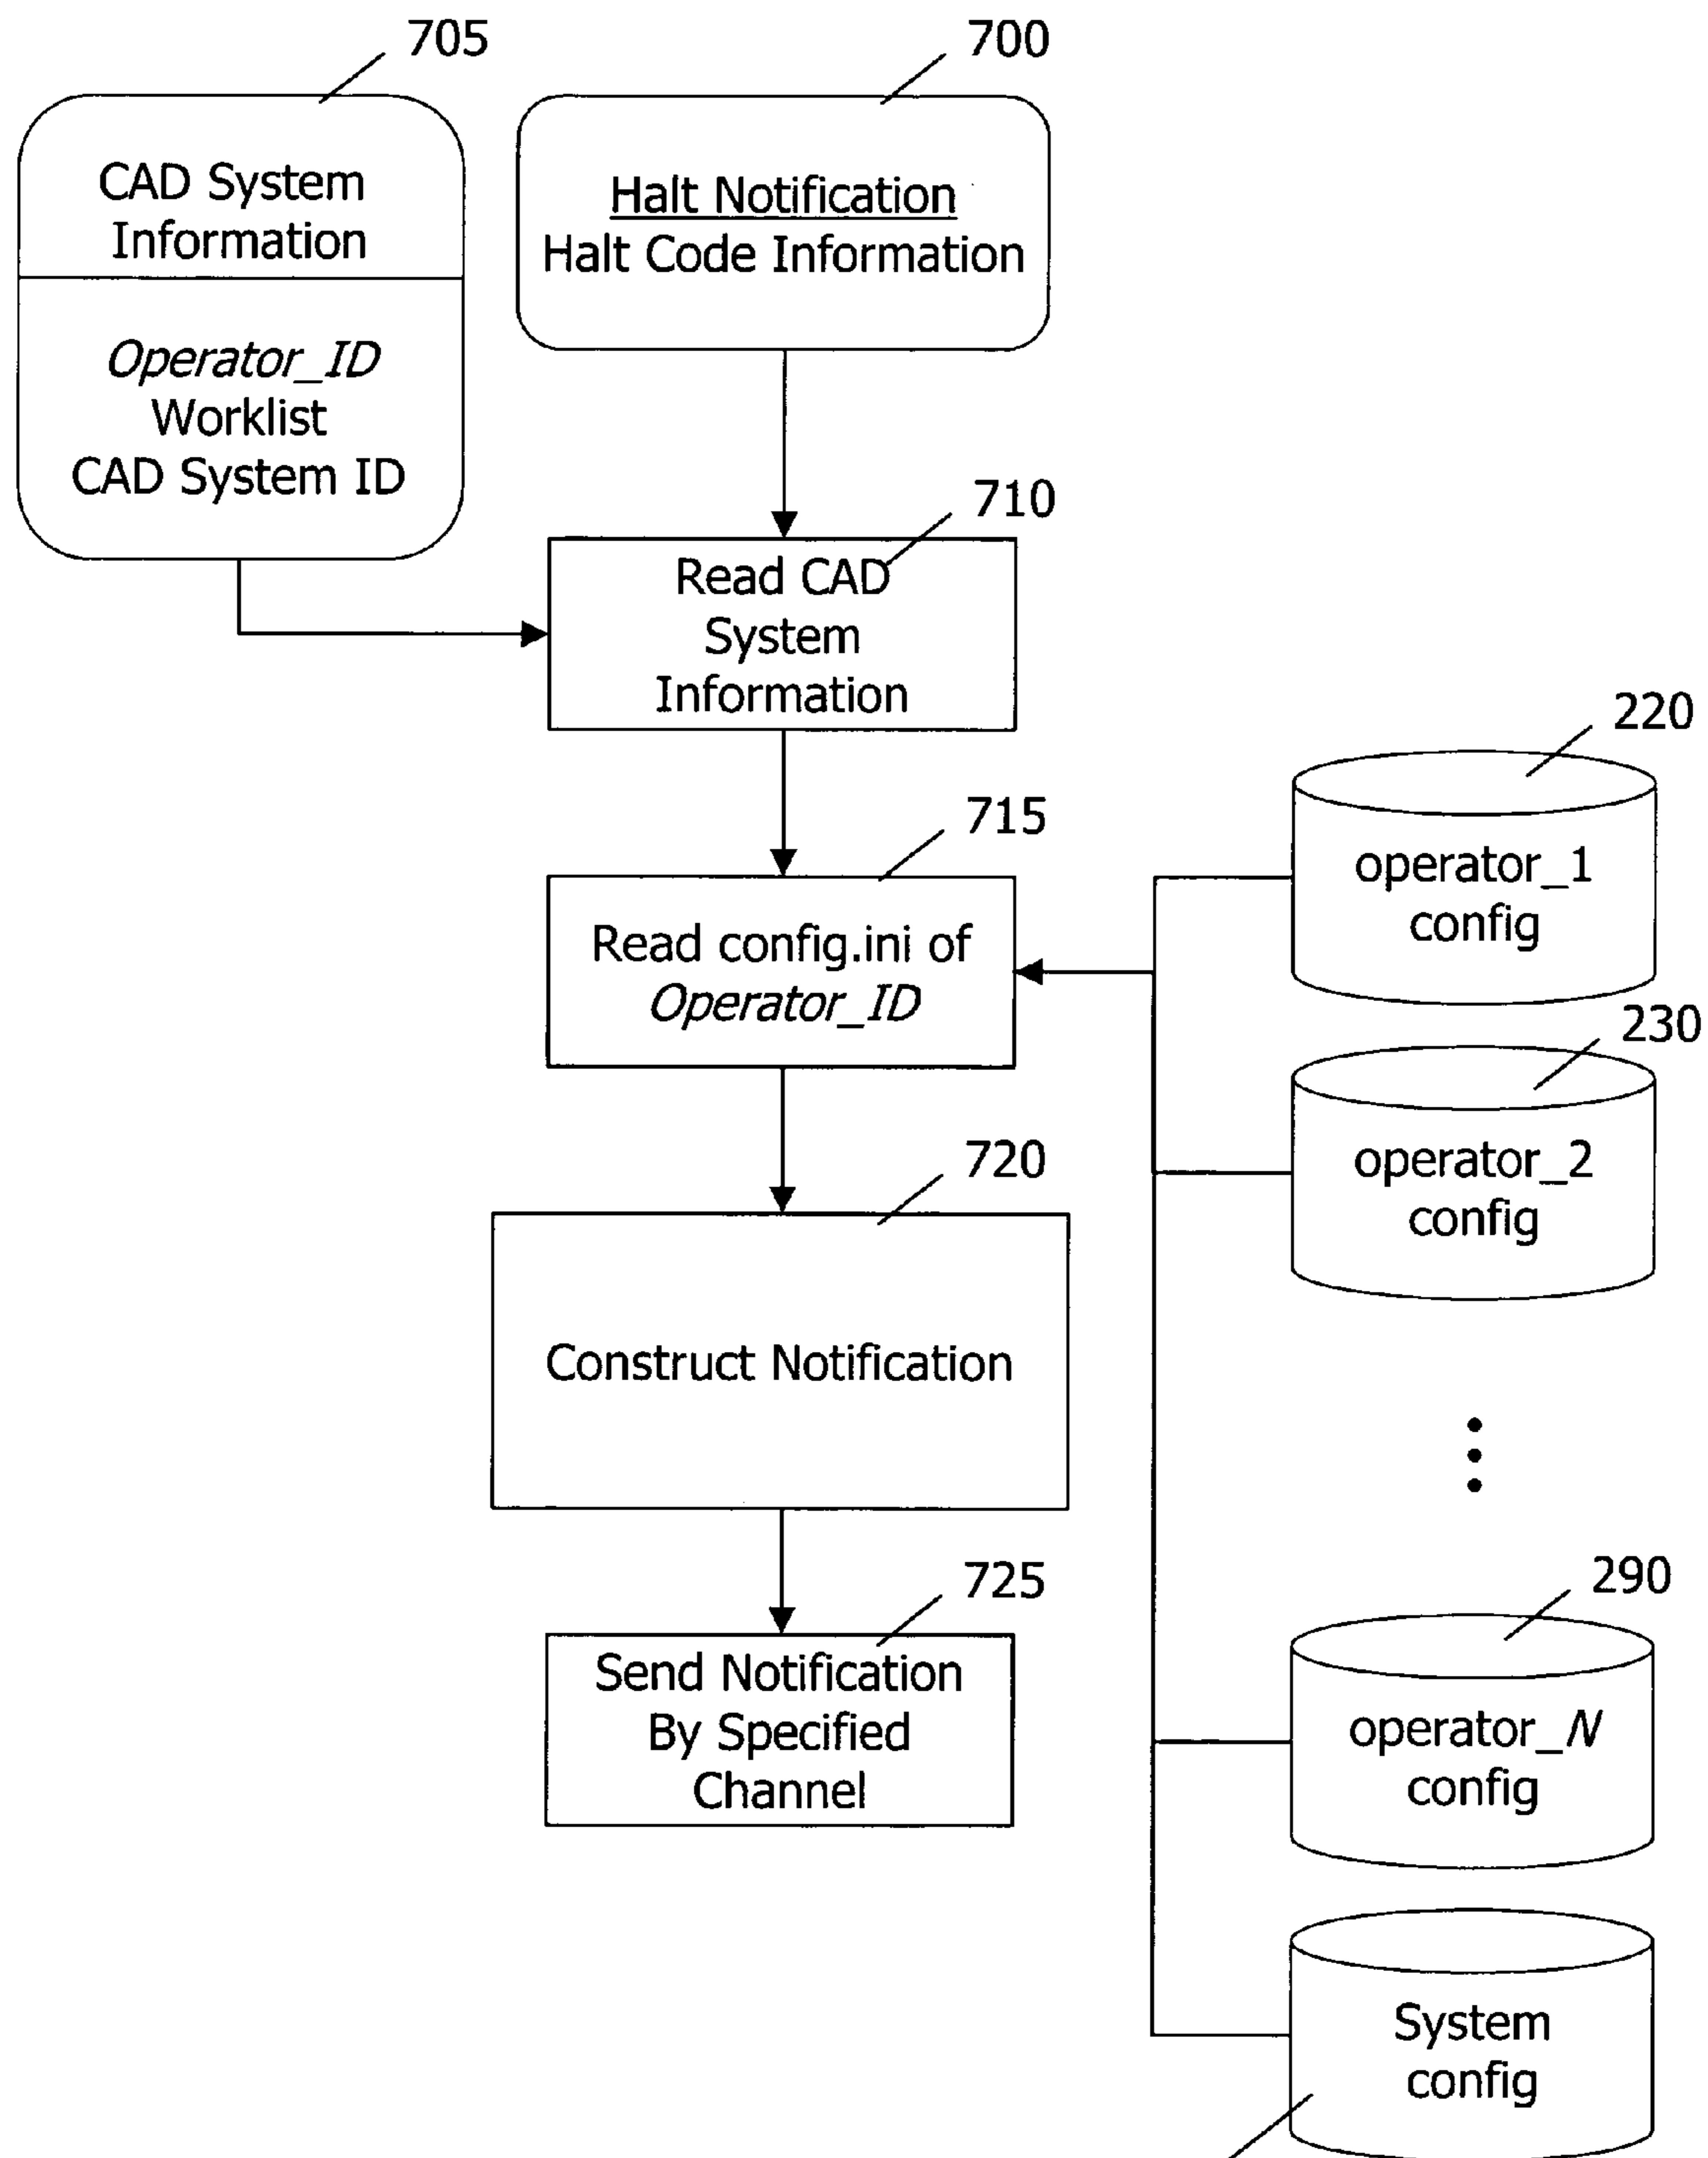 705
700
CAD System
Information
Operator_ID
Worklist
CAD System ID
Halt Notification
Halt Code Information
710
Read CAD
System
Information
715
Read config.ini of
Operator_ID
220
operator_1
config
230
operator_2
config
720
Construct Notification
725
Send Notification
By Specified
Channel
290
operator_N
config
System
config